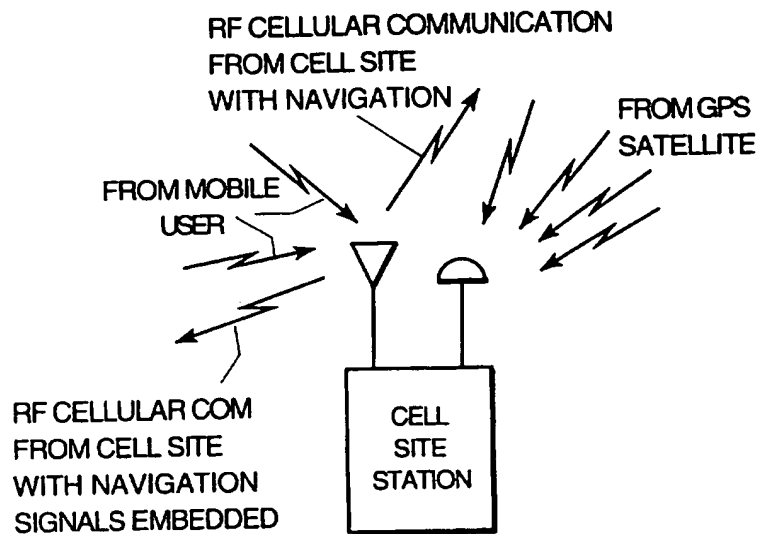 RF CELLULAR COMMUNICATION
FROM CELL SITE
WITH NAVIGATION
FROM GPS
SATELLITE
FROM MOBILE
USER
RF CELLULAR COM
FROM CELL SITE
WITH NAVIGATION
SIGNALS EMBEDDED
CELL
SITE
STATION